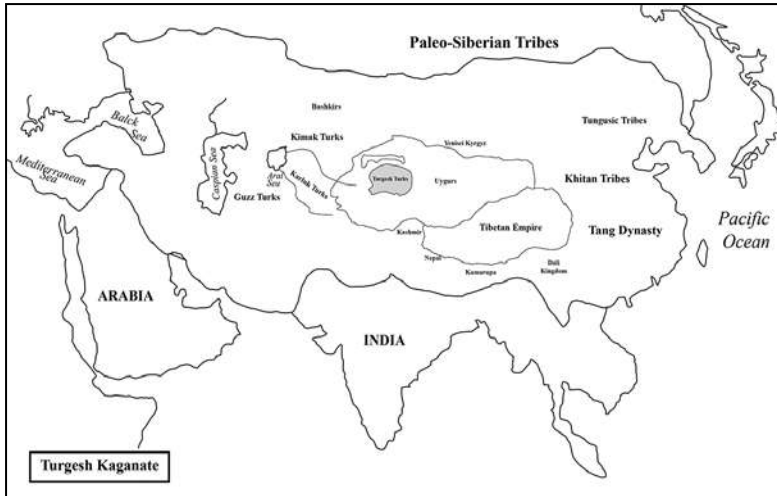 Paleo-Siberian Tribes
Balck
Sea
Bashkirs
Tungusic Tribes
Kimak Turks
Yenisei Kyrgyz
Mediterranean
Sea
Caspian Sea
Aral
Sea
Karluk Turks
Guzz Turks
Turgesh Turks
Uygurs
Khitan Tribes
Kashmir
Tibetan Empire
Tang Dynasty
Pacific
Ocean
Nepal
Kamarupa
Dali
Kingdom
ARABIA
INDIA
Turgesh Kaganate